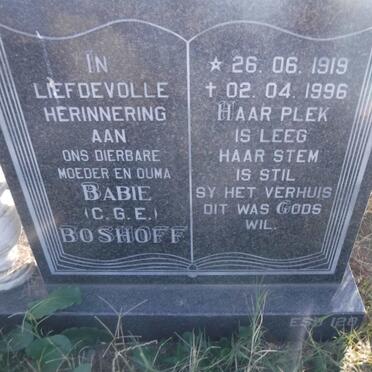 IN
LIEFDEVOLLE
HERINNERING
AAN
ONS DIERBARE
MOEDER EN OUMA
BABIE
(C.G.E.)
BOSHOFF
☆ 26. 06. 1919
† 02. 04. 1996
HAAR PLEK
IS LEEG
HAAR STEM
IS STIL
SY HET VERHUIS
DIT WAS GODS
WIL.